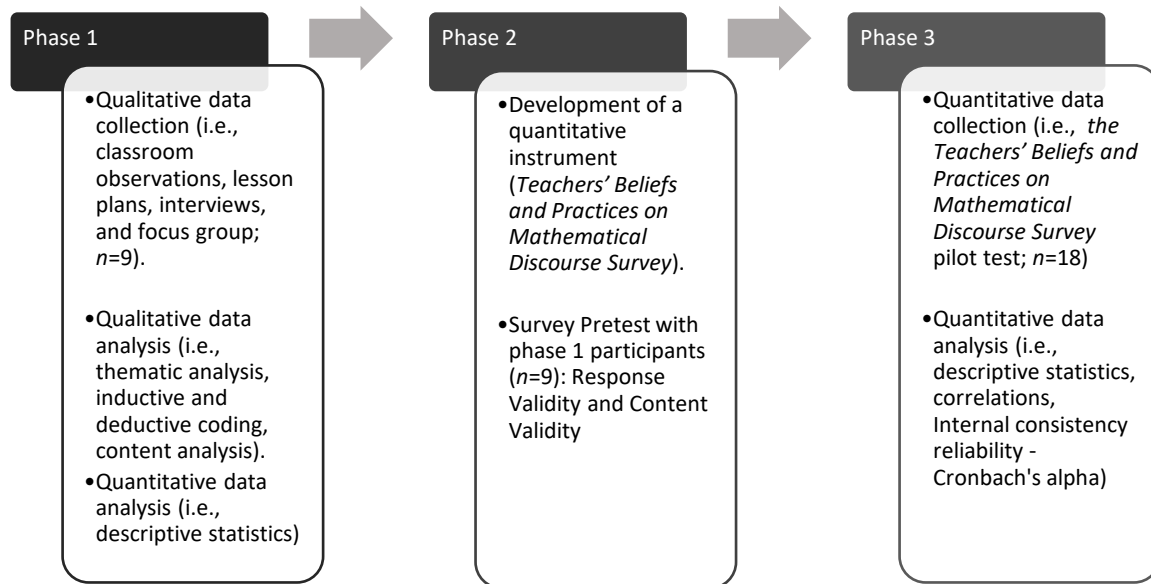 Phase 1
•Qualitative data
collection (i.e.,
classroom
observations, lesson
plans, interviews,
and focus group;
n=9).
•Qualitative data
analysis (i.e.,
thematic analysis,
inductive and
deductive coding,
content analysis).
•Quantitative data
analysis (i.e.,
descriptive statistics)
Phase 2
•Development of a
quantitative
instrument
(Teachers’ Beliefs
and Practices on
Mathematical
Discourse Survey).
•Survey Pretest with
phase 1 participants
(n=9): Response
Validity and Content
Validity
Phase 3
•Quantitative data
collection (i.e., the
Teachers’ Beliefs and
Practices on
Mathematical
Discourse Survey
pilot test; n=18)
•Quantitative data
analysis (i.e.,
descriptive statistics,
correlations,
Internal consistency
reliability -
Cronbach's alpha)